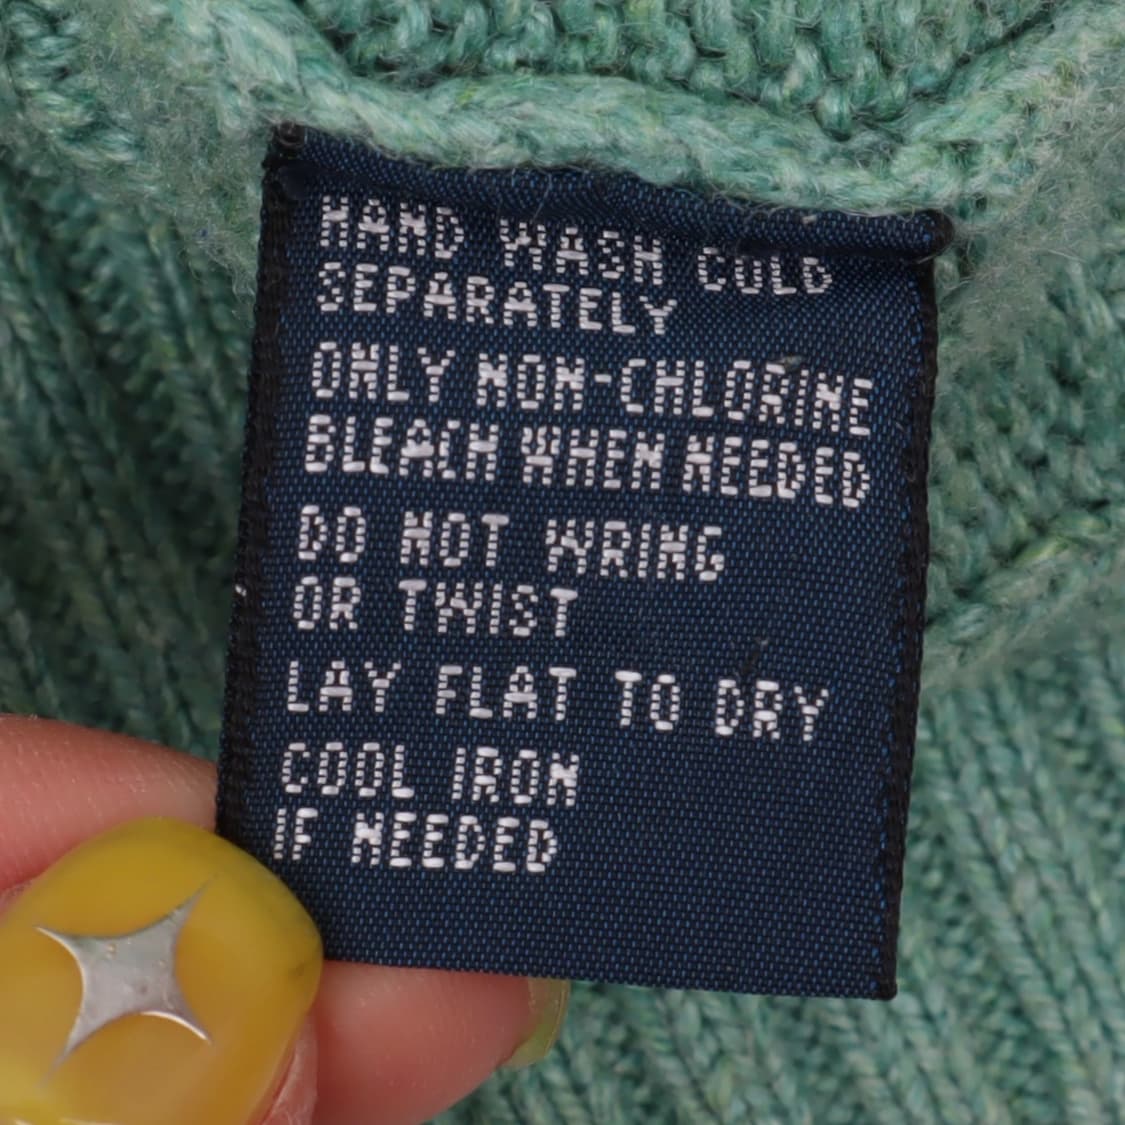 HAND WASH COLD
SEPARATELY
ONLY NON-CHLORINE
BLEACH WHEN NEEDED
DO NOT WRING
OR TWIST
LAY FLAT TO DRY
COOL IRON
IF NEEDED